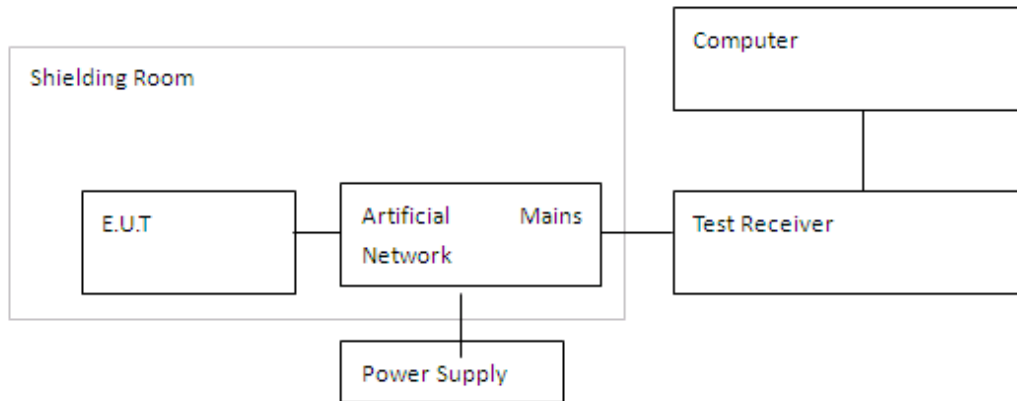 Computer
Shielding Room
E.U.T
Artificial Mains
Network
Test Receiver
Power Supply